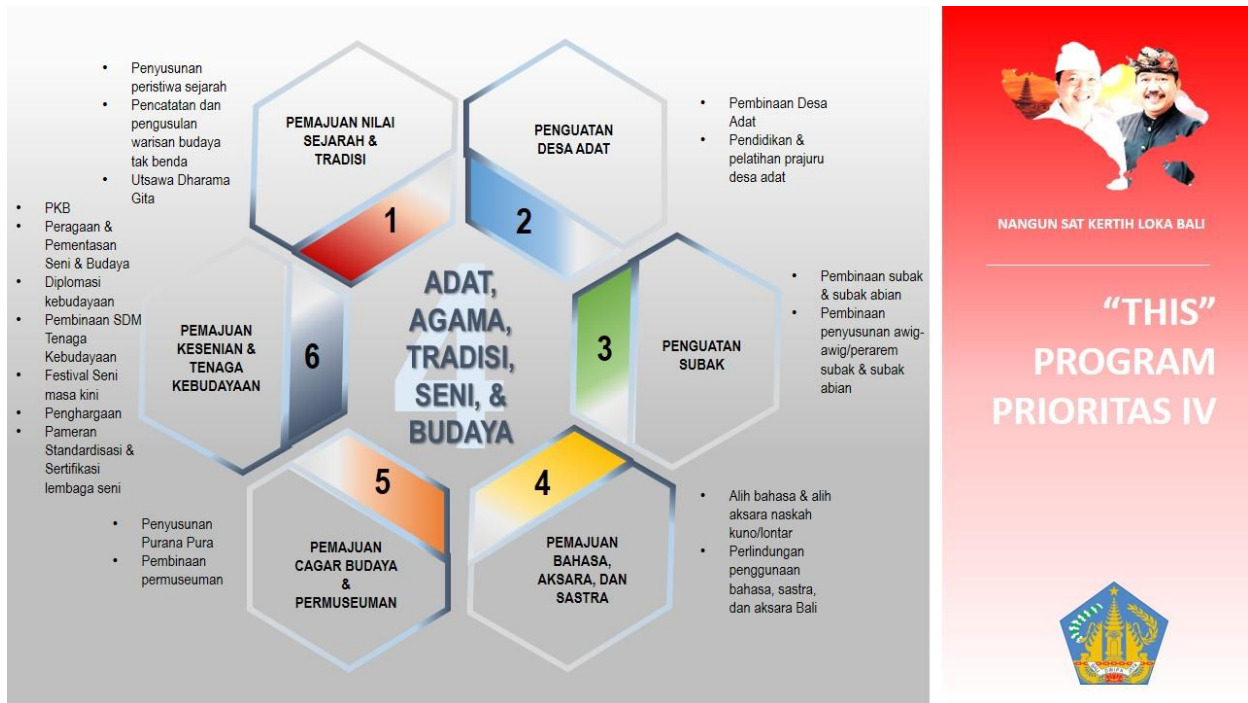 • Penyusunan
peristiwa sejarah
• Pencatatan dan
pengusulan
warisan budaya
tak benda
• Utsawa Dharama
Gita
PEMAJUAN NILAI
SEJARAH &
TRADISI
1
PENGUATAN
DESA ADAT
2
• Pembinaan Desa
Adat
• Pendidikan &
pelatihan prajuru
desa adat
• PKB
• Peragaan &
Pementasan
Seni & Budaya
• Diplomasi
kebudayaan
• Pembinaan SDM
Tenaga
Kebudayaan
• Festival Seni
masa kini
• Penghargaan
• Pameran
Standardisasi &
Sertifikasi
lembaga seni
PEMAJUAN
KESENIAN &
TENAGA
KEBUDAYAAN
6
4
ADAT,
AGAMA,
TRADISI,
SENI, &
BUDAYA
3
PENGUATAN
SUBAK
• Pembinaan subak
& subak abian
• Pembinaan
penyusunan awig-
awig/perarem
subak & subak
abian
• Penyusunan
Purana Pura
• Pembinaan
permuseuman
5
PEMAJUAN
CAGAR BUDAYA
&
PERMUSEUMAN
4
PEMAJUAN
BAHASA,
AKSARA, DAN
SASTRA
• Alih bahasa & alih
aksara naskah
kuno/lontar
• Perlindungan
penggunaan
bahasa, sastra,
dan aksara Bali
NANGUN SAT KERTIH LOKA BALI
“THIS”
PROGRAM
PRIORITAS IV